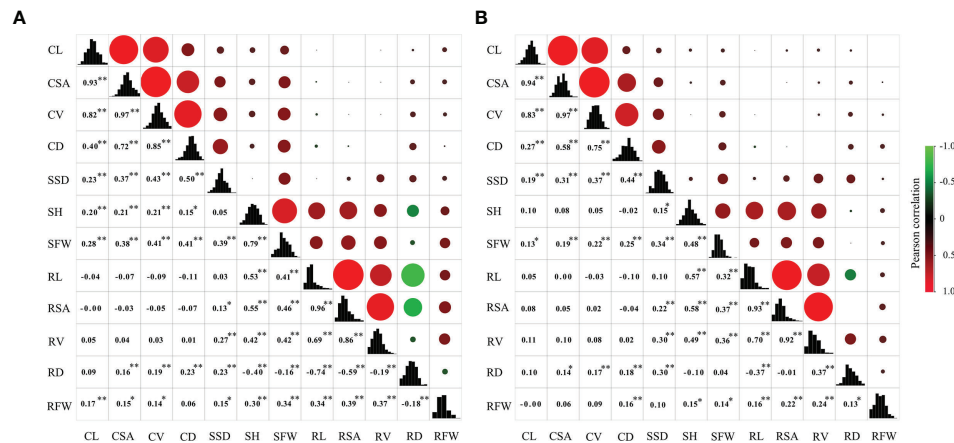 A
CL
CSA 0.93**
CV 0.82** 0.97**
CD 0.40** 0.72** 0.85**
SSD 0.23** 0.37** 0.43** 0.50**
SH 0.20** 0.21** 0.21** 0.15* 0.05
SFW 0.28** 0.38** 0.41** 0.41** 0.39** 0.79**
RL -0.04 -0.07 -0.09 -0.11 0.03 0.53** 0.41**
RSA -0.00 -0.03 -0.05 -0.07 0.13* 0.55** 0.46** 0.96**
RV 0.05 0.04 0.03 0.01 0.27** 0.42** 0.42** 0.69** 0.86**
RD 0.09 0.16** 0.19** 0.23** 0.23** -0.40** -0.16** -0.74** -0.59** -0.19**
RFW 0.17** 0.15* 0.14* 0.06 0.15* 0.30** 0.34** 0.34** 0.39** 0.37** -0.18**
CL CSA CV CD SSD SH SFW RL RSA RV RD RFW
B
CL
CSA 0.94**
CV 0.83** 0.97**
CD 0.27** 0.58** 0.75**
SSD 0.19** 0.31** 0.37** 0.44**
SH 0.10 0.08 0.05 -0.02 0.15*
SFW 0.13* 0.19** 0.22** 0.25** 0.34** 0.48**
RL 0.05 0.00 -0.03 -0.10 0.10 0.57** 0.32**
RSA 0.08 0.05 0.02 -0.04 0.22** 0.58** 0.37** 0.93**
RV 0.11 0.10 0.08 0.02 0.30** 0.49** 0.36** 0.70** 0.92**
RD 0.10 0.14* 0.17** 0.18** 0.30** -0.10 0.04 -0.37** -0.01 0.37**
RFW -0.00 0.06 0.09 0.16** 0.10 0.15* 0.14* 0.16** 0.22** 0.24** 0.13*
CL CSA CV CD SSD SH SFW RL RSA RV RD RFW
-1.0
-0.5
0
0.5
1.0
Pearson correlation